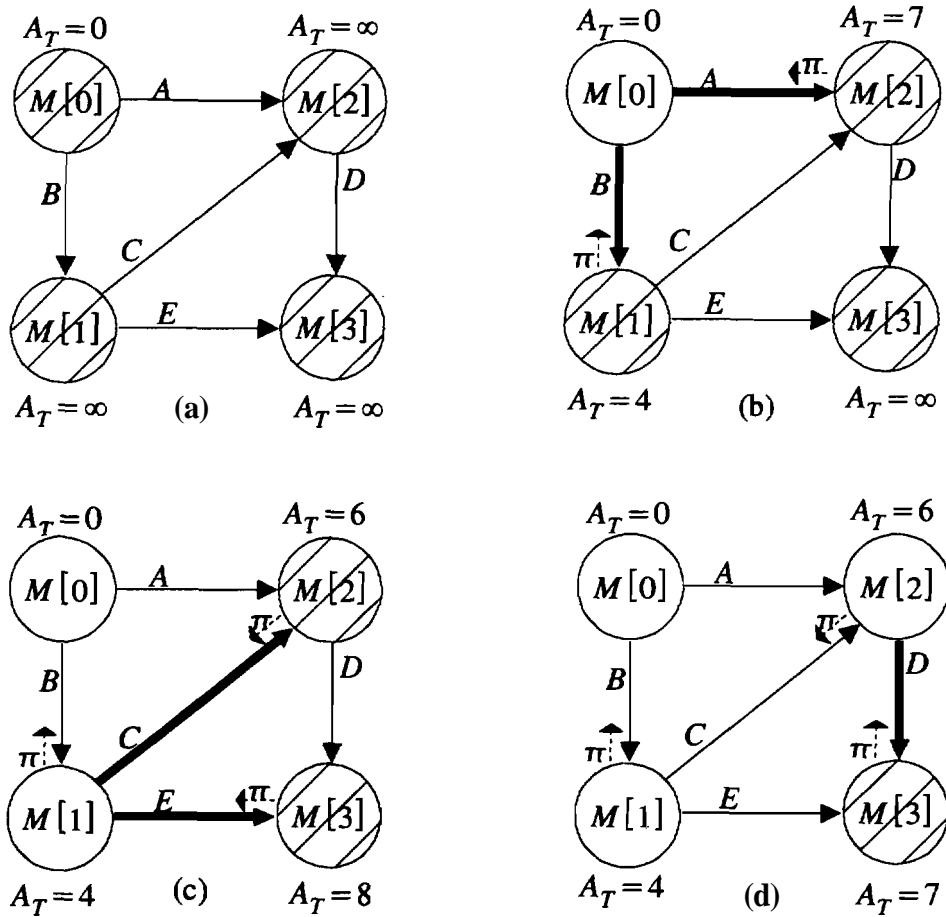 A_T=0 A_T=∞
M[0] A M[2]
B D
C
M[1] E M[3]
A_T=∞ (a) A_T=∞
A_T=0 A_T=7
M[0] A π M[2]
B D
π C
M[1] E M[3]
A_T=4 (b) A_T=∞
A_T=0 A_T=6
M[0] A M[2]
π
B D
C
π
M[1] E π M[3]
A_T=4 (c) A_T=8
A_T=0 A_T=6
M[0] A M[2]
π
B D
C
π π
M[1] E M[3]
A_T=4 (d) A_T=7